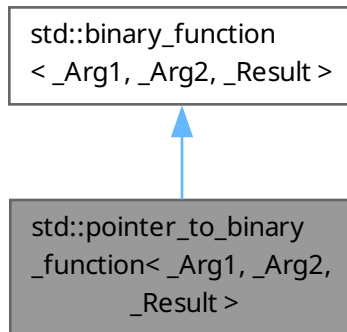 std::binary_function
< _Arg1, _Arg2, _Result >
std::pointer_to_binary
_function< _Arg1, _Arg2,
_Result >